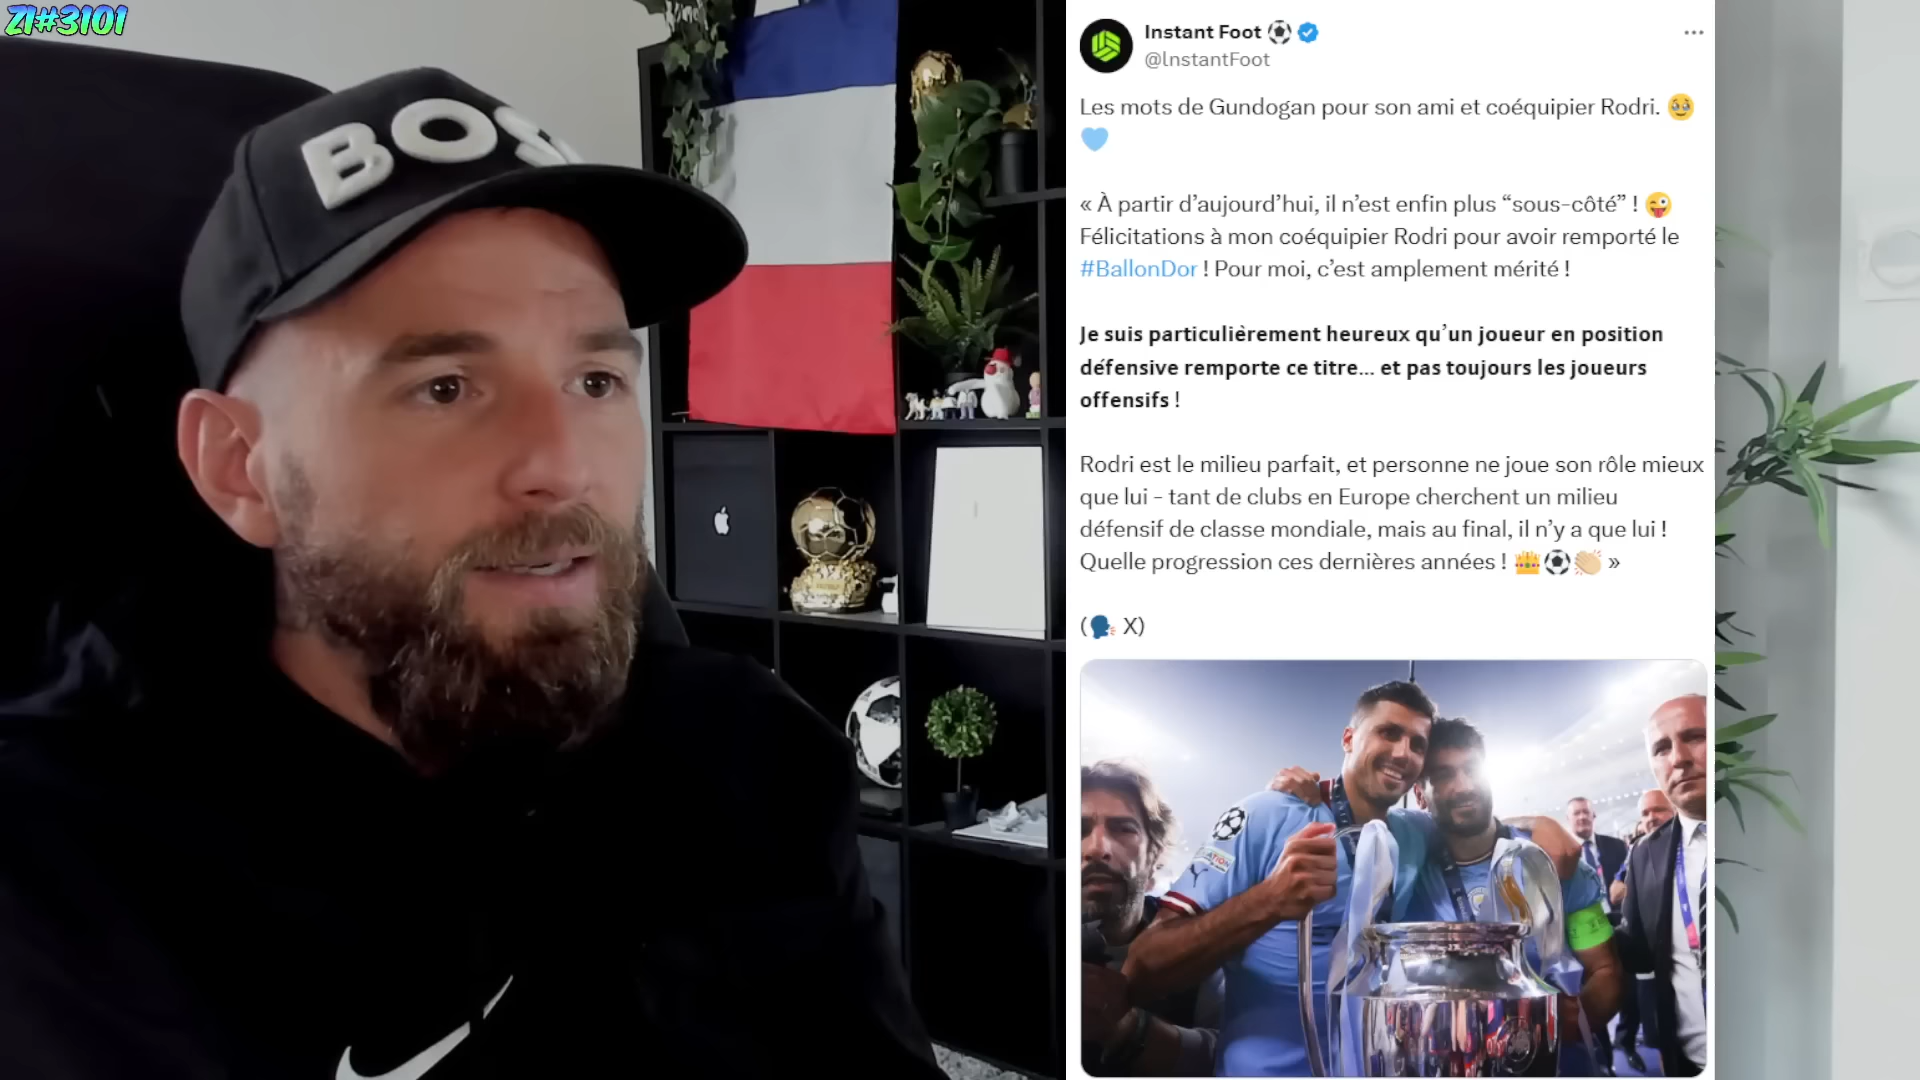 ZI#3101
BOS
Instant Foot
@InstantFoot
Les mots de Gundogan pour son ami et coéquipier Rodri. 🥹
🩵
« À partir d’aujourd’hui, il n’est enfin plus “sous-côté” ! 😜
Félicitations à mon coéquipier Rodri pour avoir remporté le
#BallonDor ! Pour moi, c’est amplement mérité !
Je suis particulièrement heureux qu’un joueur en position
défensive remporte ce titre... et pas toujours les joueurs
offensifs !
Rodri est le milieu parfait, et personne ne joue son rôle mieux
que lui - tant de clubs en Europe cherchent un milieu
défensif de classe mondiale, mais au final, il n’y a que lui !
Quelle progression ces dernières années ! 👑⚽👏🏼 »
(🗣️ X)